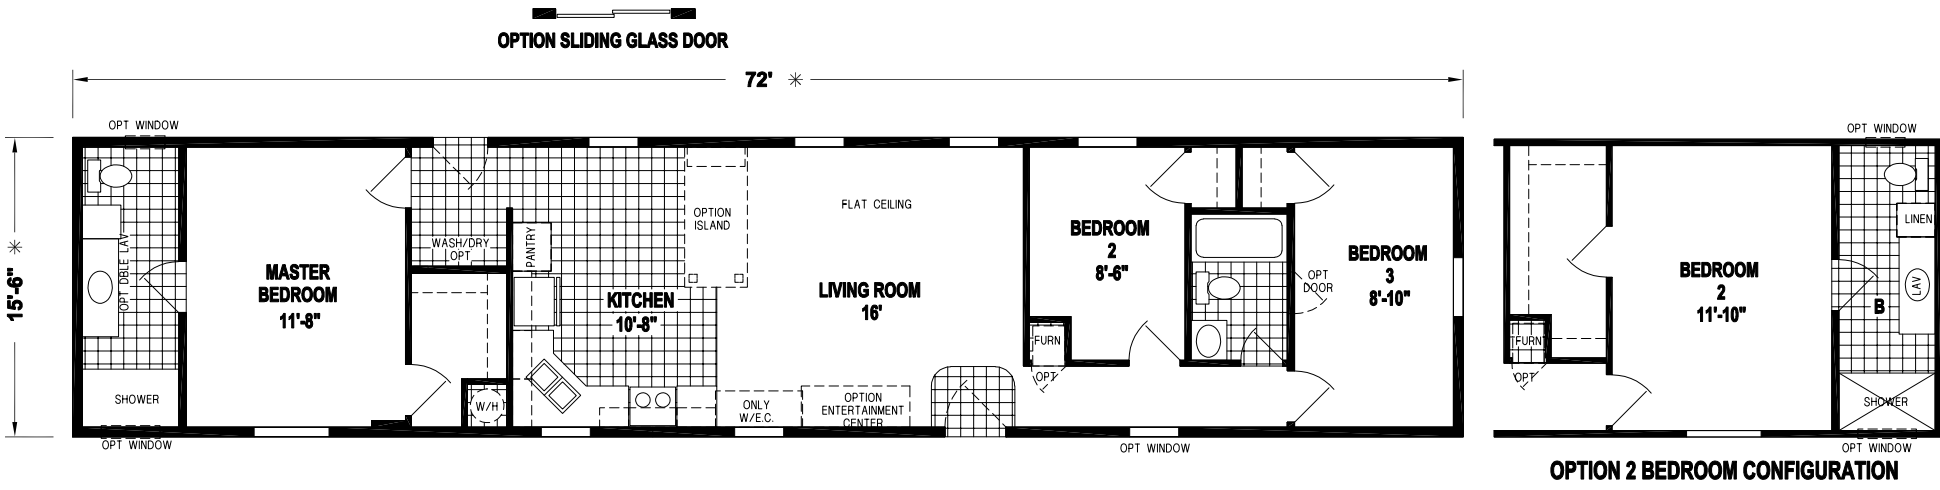 OPTION SLIDING GLASS DOOR
72' ✳
15'-6" ✳
OPT WINDOW
OPT DOBLE LAV
SHOWER
OPT WINDOW
MASTER
BEDROOM
11'-8"
WASH/DRY
OPT
PANTRY
W/H
KITCHEN
10'-8"
OPTION
ISLAND
FLAT CEILING
LIVING ROOM
16'
ONLY
W/E.C.
OPTION
ENTERTAINMENT
CENTER
BEDROOM
2
8'-6"
FURN
OPT
OPT
DOOR
BEDROOM
3
8'-10"
OPT WINDOW
OPT WINDOW
LINEN
LAV
B
FURN
OPT
BEDROOM
2
11'-10"
SHOWER
OPT WINDOW
OPTION 2 BEDROOM CONFIGURATION